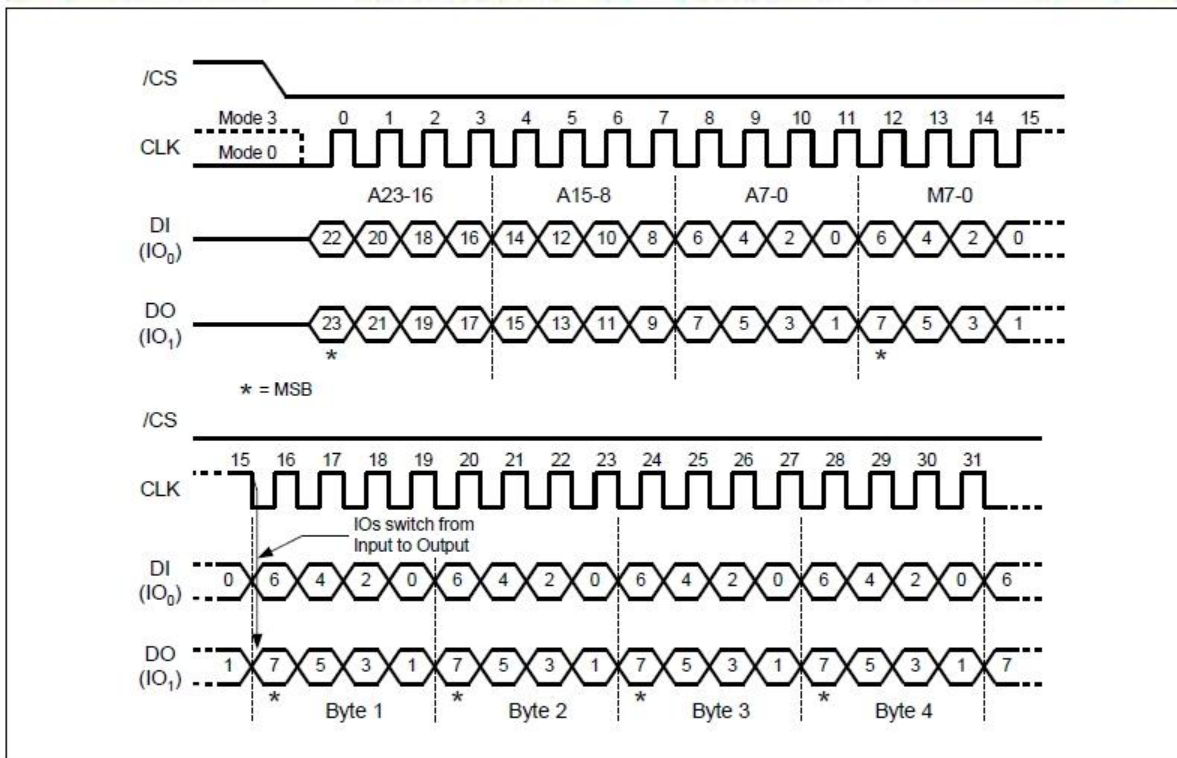 /CS
Mode 3
0 1 2 3 4 5 6 7 8 9 10 11 12 13 14 15
CLK
Mode 0
A23-16 A15-8 A7-0 M7-0
DI
(IO0)
22 20 18 16 14 12 10 8 6 4 2 0 6 4 2 0
DO
(IO1)
23 21 19 17 15 13 11 9 7 5 3 1 7 5 3 1
* *
* = MSB
/CS
15 16 17 18 19 20 21 22 23 24 25 26 27 28 29 30 31
CLK
IOs switch from
Input to Output
DI
(IO0)
0 6 4 2 0 6 4 2 0 6 4 2 0 6 4 2 0 6
DO
(IO1)
1 7 5 3 1 7 5 3 1 7 5 3 1 7 5 3 1 7
* * * *
Byte 1 Byte 2 Byte 3 Byte 4